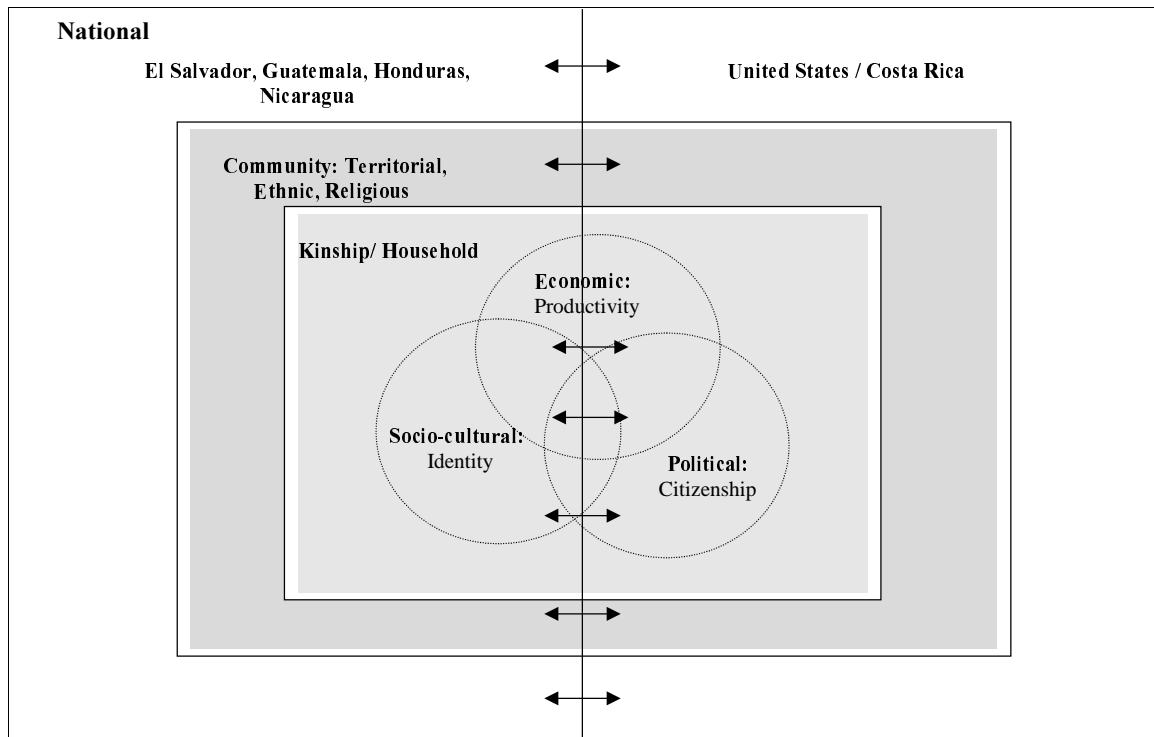 National
El Salvador, Guatemala, Honduras,
Nicaragua
United States / Costa Rica
Community: Territorial,
Ethnic, Religious
Kinship/ Household
Economic:
Productivity
Socio-cultural:
Identity
Political:
Citizenship